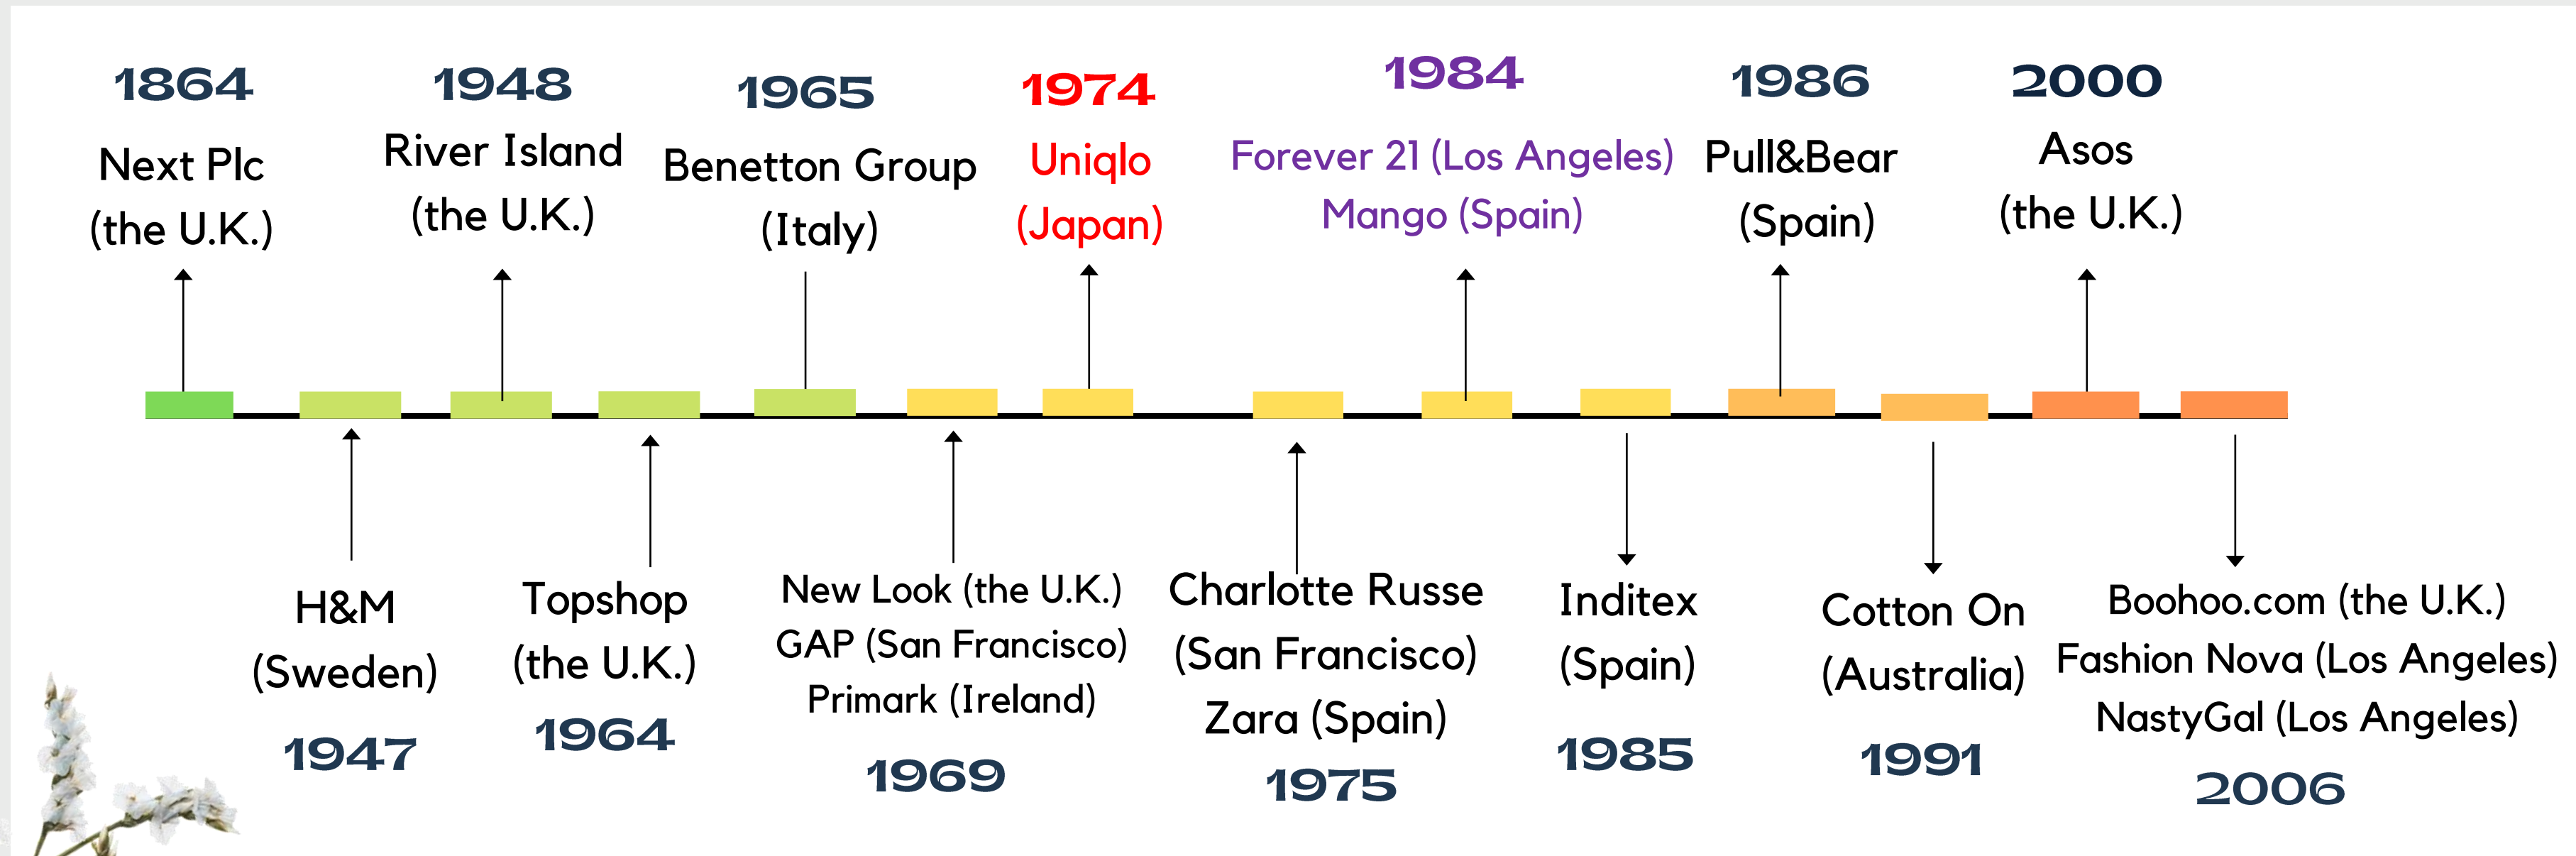 1864
Next Plc
(the U.K.)
1948
River Island
(the U.K.)
1965
Benetton Group
(Italy)
1974
Uniqlo
(Japan)
1984
Forever 21 (Los Angeles)
Mango (Spain)
1986
Pull&Bear
(Spain)
2000
Asos
(the U.K.)
H&M
(Sweden)
1947
Topshop
(the U.K.)
1964
New Look (the U.K.)
GAP (San Francisco)
Primark (Ireland)
1969
Charlotte Russe
(San Francisco)
Zara (Spain)
1975
Inditex
(Spain)
1985
Cotton On
(Australia)
1991
Boohoo.com (the U.K.)
Fashion Nova (Los Angeles)
NastyGal (Los Angeles)
2006